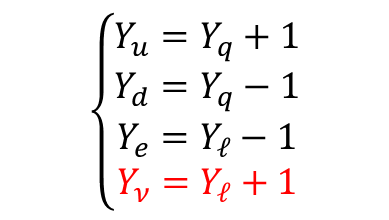 Y_u = Y_q + 1
Y_d = Y_q − 1
Y_e = Y_ℓ − 1
Y_ν = Y_ℓ + 1